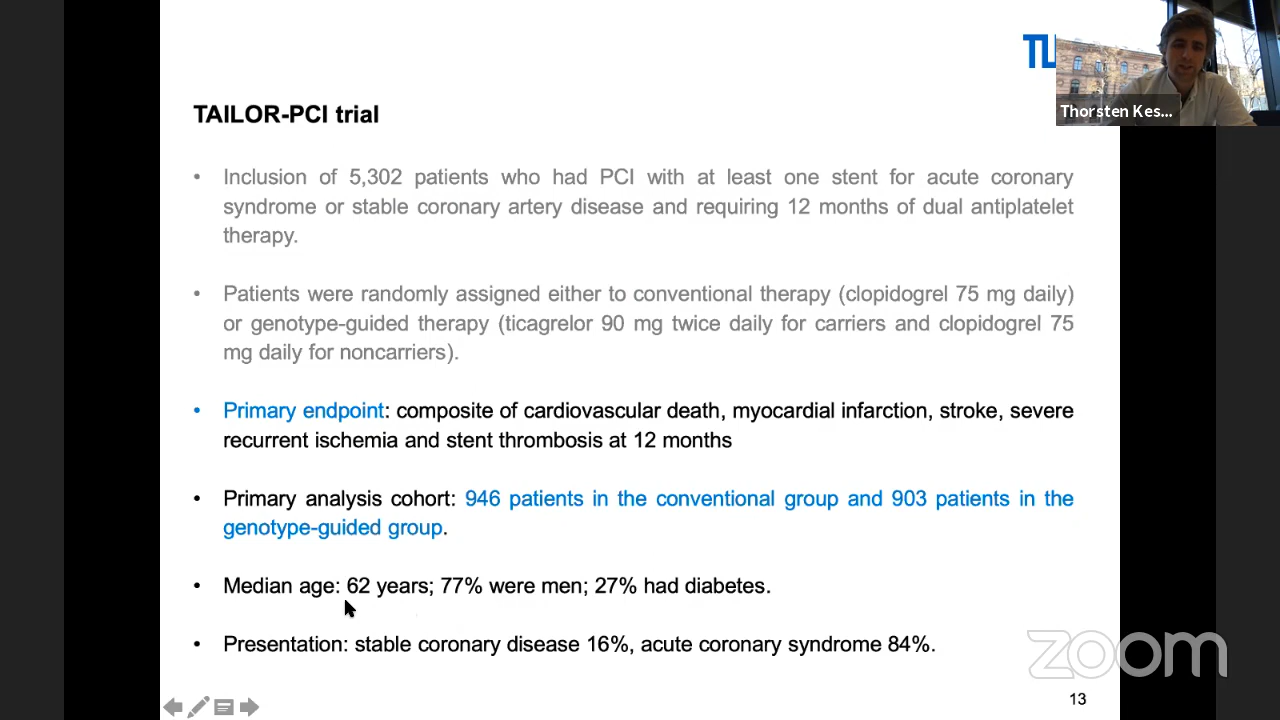 TU
Thorsten Kes...
TAILOR-PCI trial
• Inclusion of 5,302 patients who had PCI with at least one stent for acute coronary
syndrome or stable coronary artery disease and requiring 12 months of dual antiplatelet
therapy.
• Patients were randomly assigned either to conventional therapy (clopidogrel 75 mg daily)
or genotype-guided therapy (ticagrelor 90 mg twice daily for carriers and clopidogrel 75
mg daily for noncarriers).
• Primary endpoint: composite of cardiovascular death, myocardial infarction, stroke, severe
recurrent ischemia and stent thrombosis at 12 months
• Primary analysis cohort: 946 patients in the conventional group and 903 patients in the
genotype-guided group.
• Median age: 62 years; 77% were men; 27% had diabetes.
• Presentation: stable coronary disease 16%, acute coronary syndrome 84%.
zoom
13